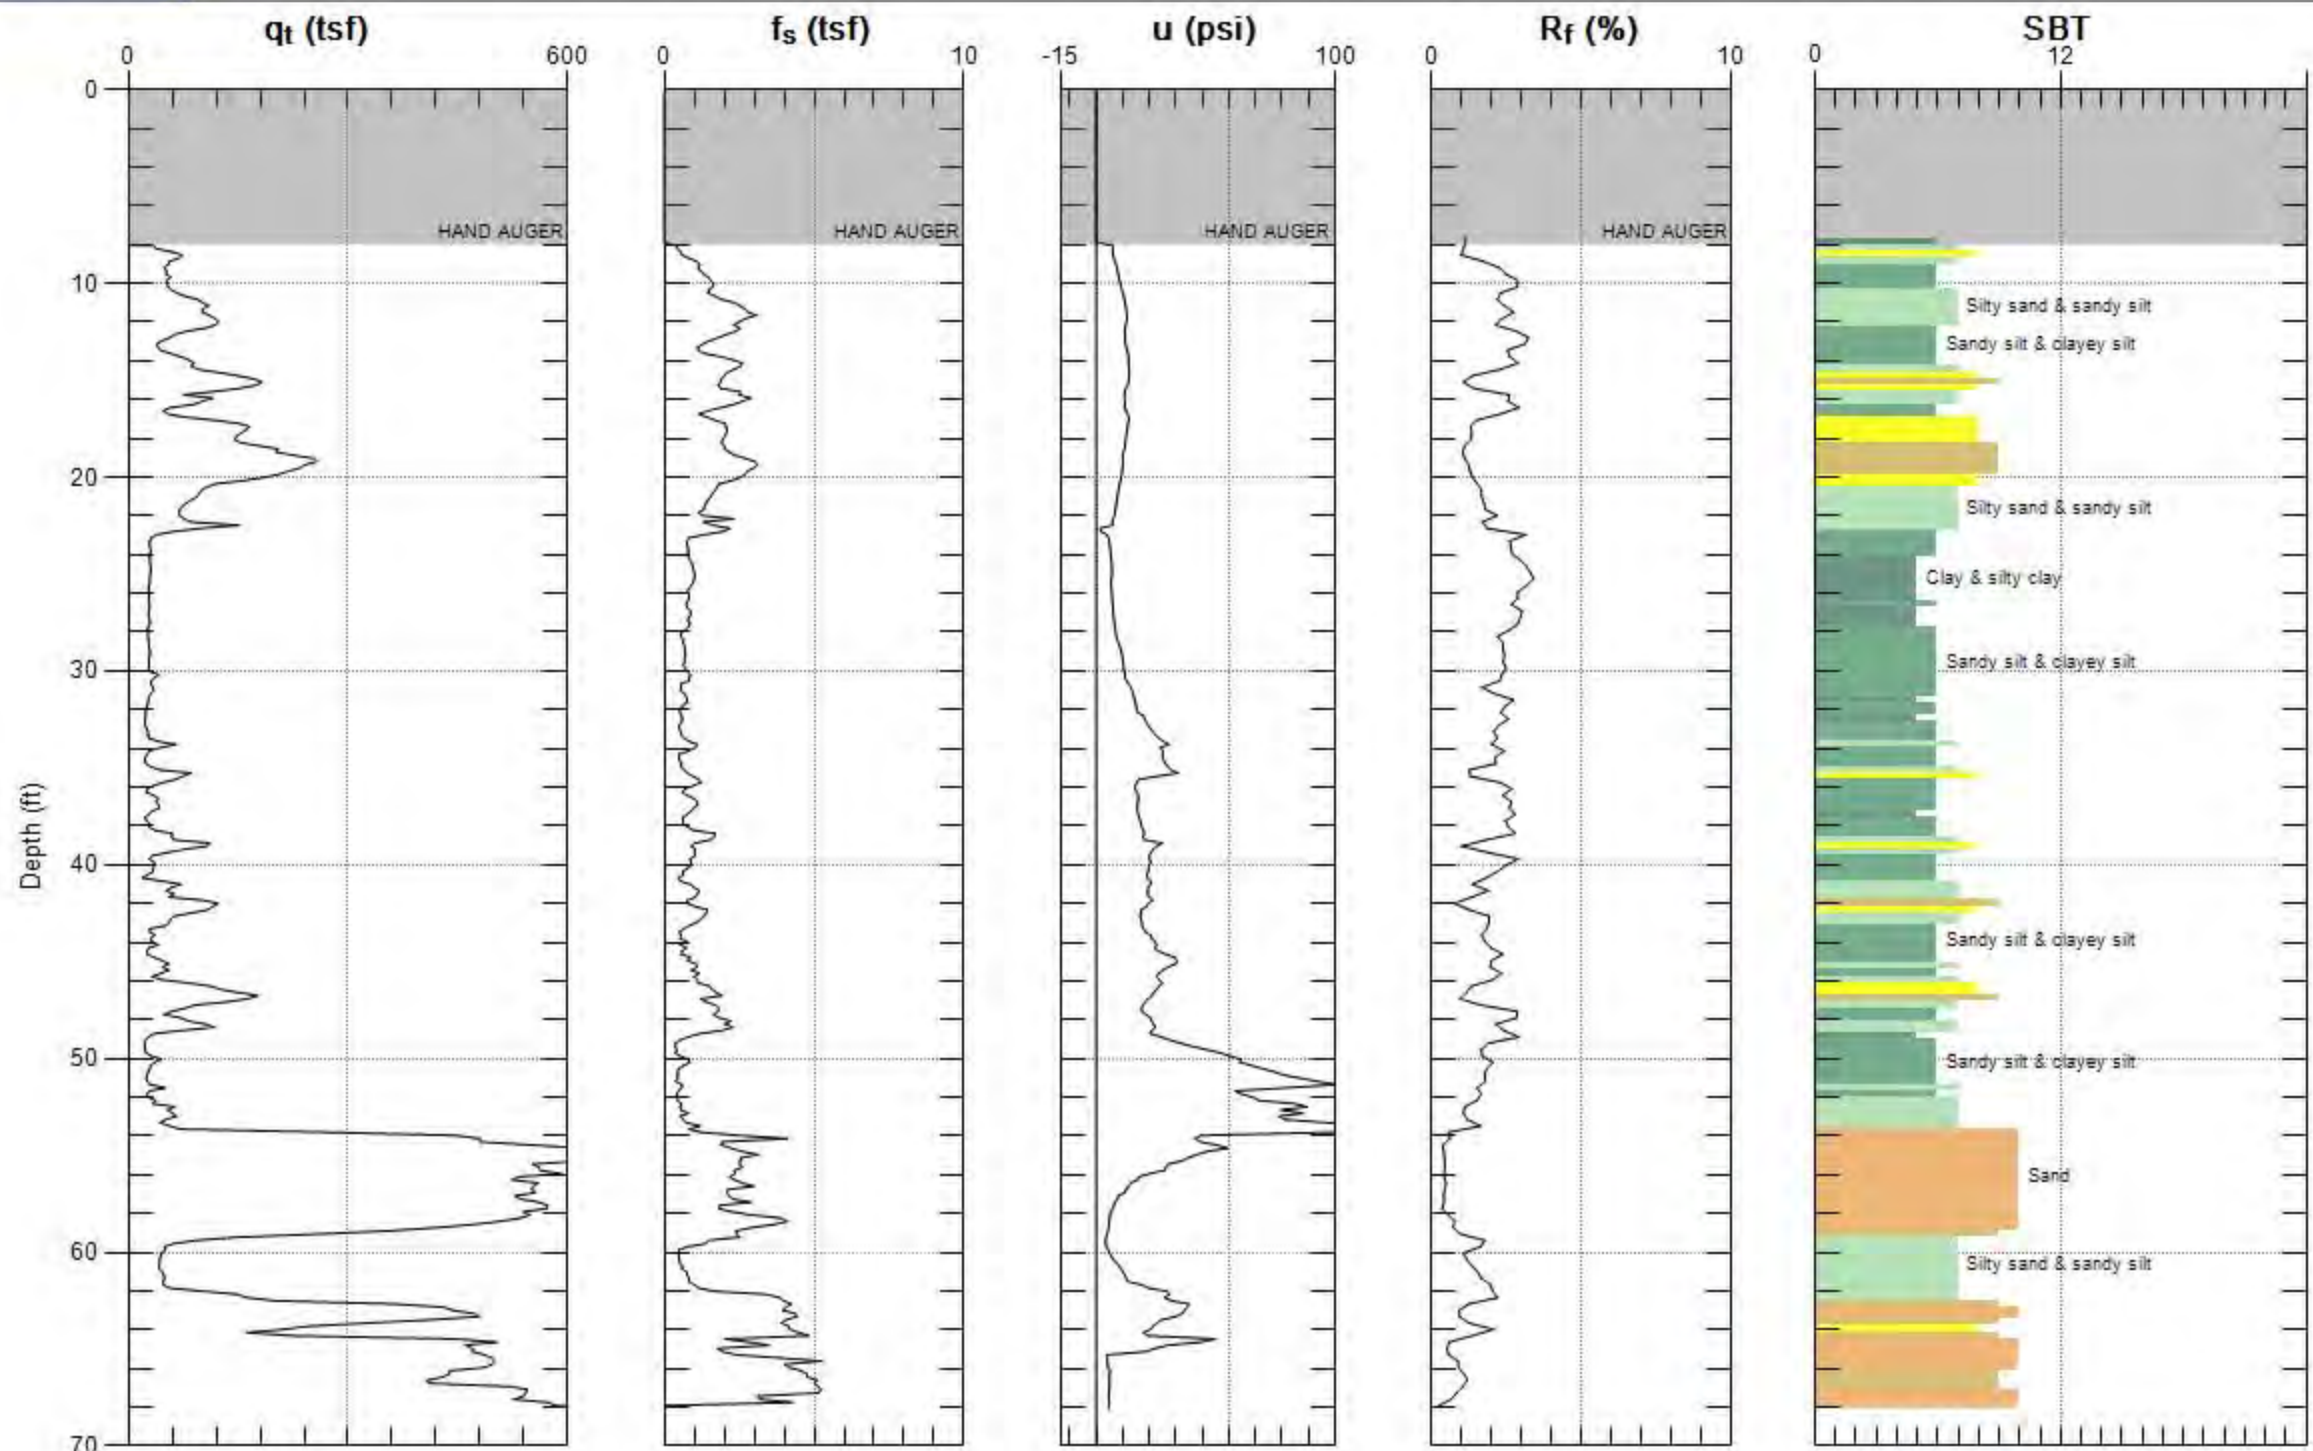 qt (tsf) fs (tsf) u (psi) Rf (%) SBT
0 600 0 10 -15 100 0 10 0 12
0
HAND AUGER HAND AUGER HAND AUGER HAND AUGER
10
Silty sand & sandy silt
Sandy silt & clayey silt
20
Silty sand & sandy silt
Clay & silty clay
30
Sandy silt & clayey silt
Depth (ft)
40
Sandy silt & clayey silt
50
Sandy silt & clayey silt
Sand
60
Silty sand & sandy silt
70